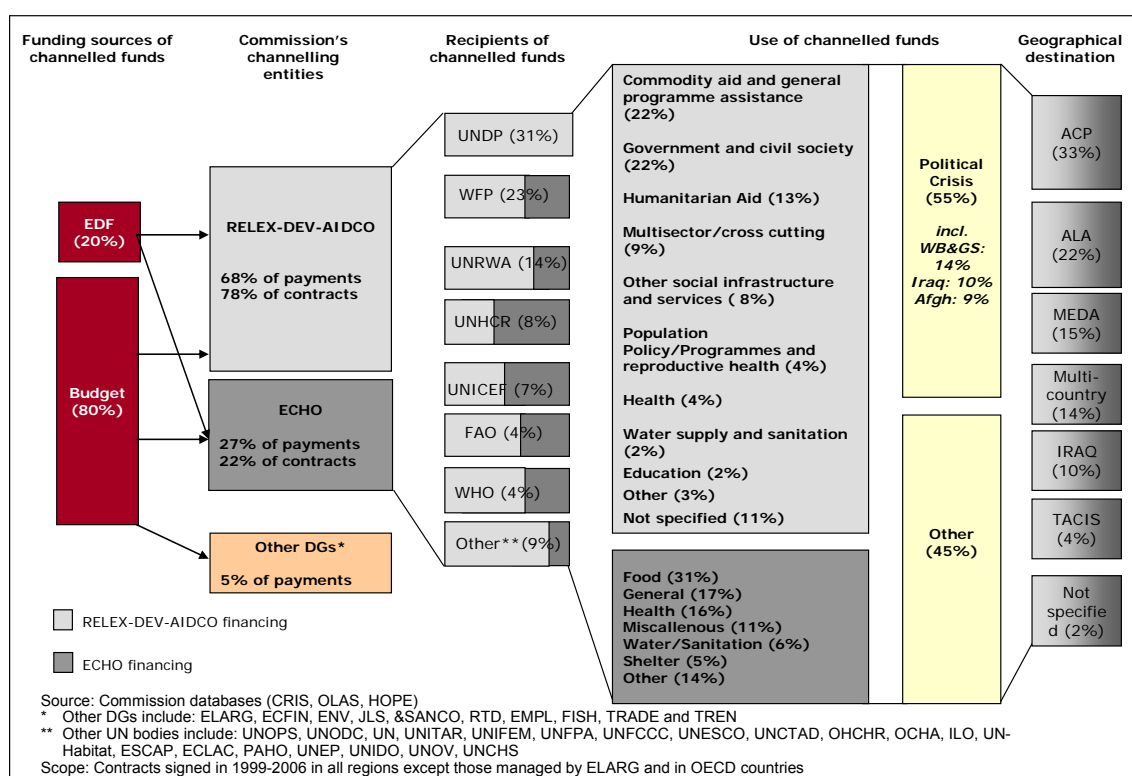 Funding sources of
channelled funds
Commission's
channelling
entities
Recipients of
channelled funds
Use of channelled funds
Geographical
destination
EDF
(20%)
Budget
(80%)
RELEX-DEV-AIDCO
68% of payments
78% of contracts
ECHO
27% of payments
22% of contracts
Other DGs*
5% of payments
UNDP (31%)
WFP (23%)
UNRWA (14%)
UNHCR (8%)
UNICEF (7%)
FAO (4%)
WHO (4%)
Other** (9%)
Commodity aid and general
programme assistance
(22%)
Government and civil society
(22%)
Humanitarian Aid (13%)
Multisector/cross cutting
(9%)
Other social infrastructure
and services ( 8%)
Population
Policy/Programmes and
reproductive health (4%)
Health (4%)
Water supply and sanitation
(2%)
Education (2%)
Other (3%)
Not specified (11%)
Food (31%)
General (17%)
Health (16%)
Miscallenous (11%)
Water/Sanitation (6%)
Shelter (5%)
Other (14%)
Political
Crisis
(55%)
incl.
WB&GS:
14%
Iraq: 10%
Afgh: 9%
Other
(45%)
ACP
(33%)
ALA
(22%)
MEDA
(15%)
Multi-
country
(14%)
IRAQ
(10%)
TACIS
(4%)
Not
specifie
d (2%)
RELEX-DEV-AIDCO financing
ECHO financing
Source: Commission databases (CRIS, OLAS, HOPE)
* Other DGs include: ELARG, ECFIN, ENV, JLS, &SANCO, RTD, EMPL, FISH, TRADE and TREN
** Other UN bodies include: UNOPS, UNODC, UN, UNITAR, UNIFEM, UNFPA, UNFCCC, UNESCO, UNCTAD, OHCHR, OCHA, ILO, UN-
Habitat, ESCAP, ECLAC, PAHO, UNEP, UNIDO, UNOV, UNCHS
Scope: Contracts signed in 1999-2006 in all regions except those managed by ELARG and in OECD countries